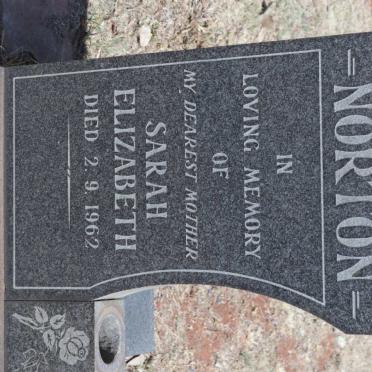 = NORTON =
IN
LOVING MEMORY
OF
MY DEAREST MOTHER
SARAH
ELIZABETH
DIED 2.9.1962